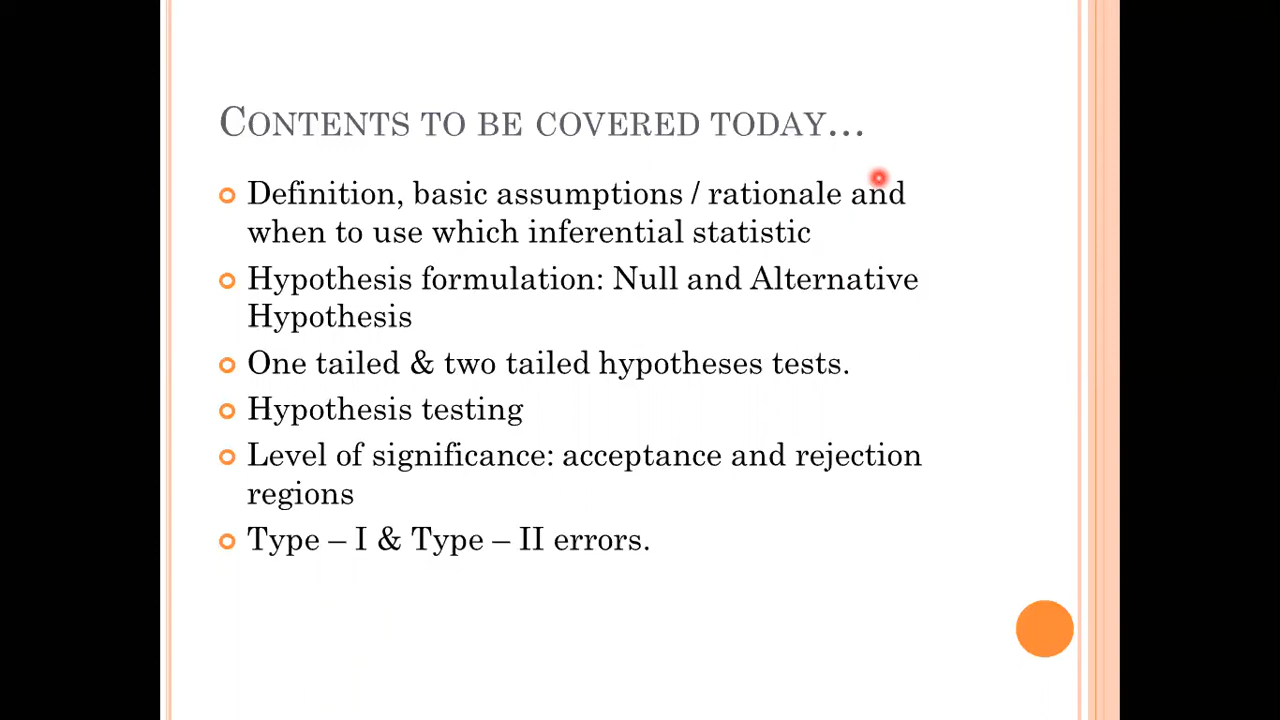 CONTENTS TO BE COVERED TODAY...
Definition, basic assumptions / rationale and
when to use which inferential statistic
Hypothesis formulation: Null and Alternative
Hypothesis
One tailed & two tailed hypotheses tests.
Hypothesis testing
Level of significance: acceptance and rejection
regions
Type – I & Type – II errors.